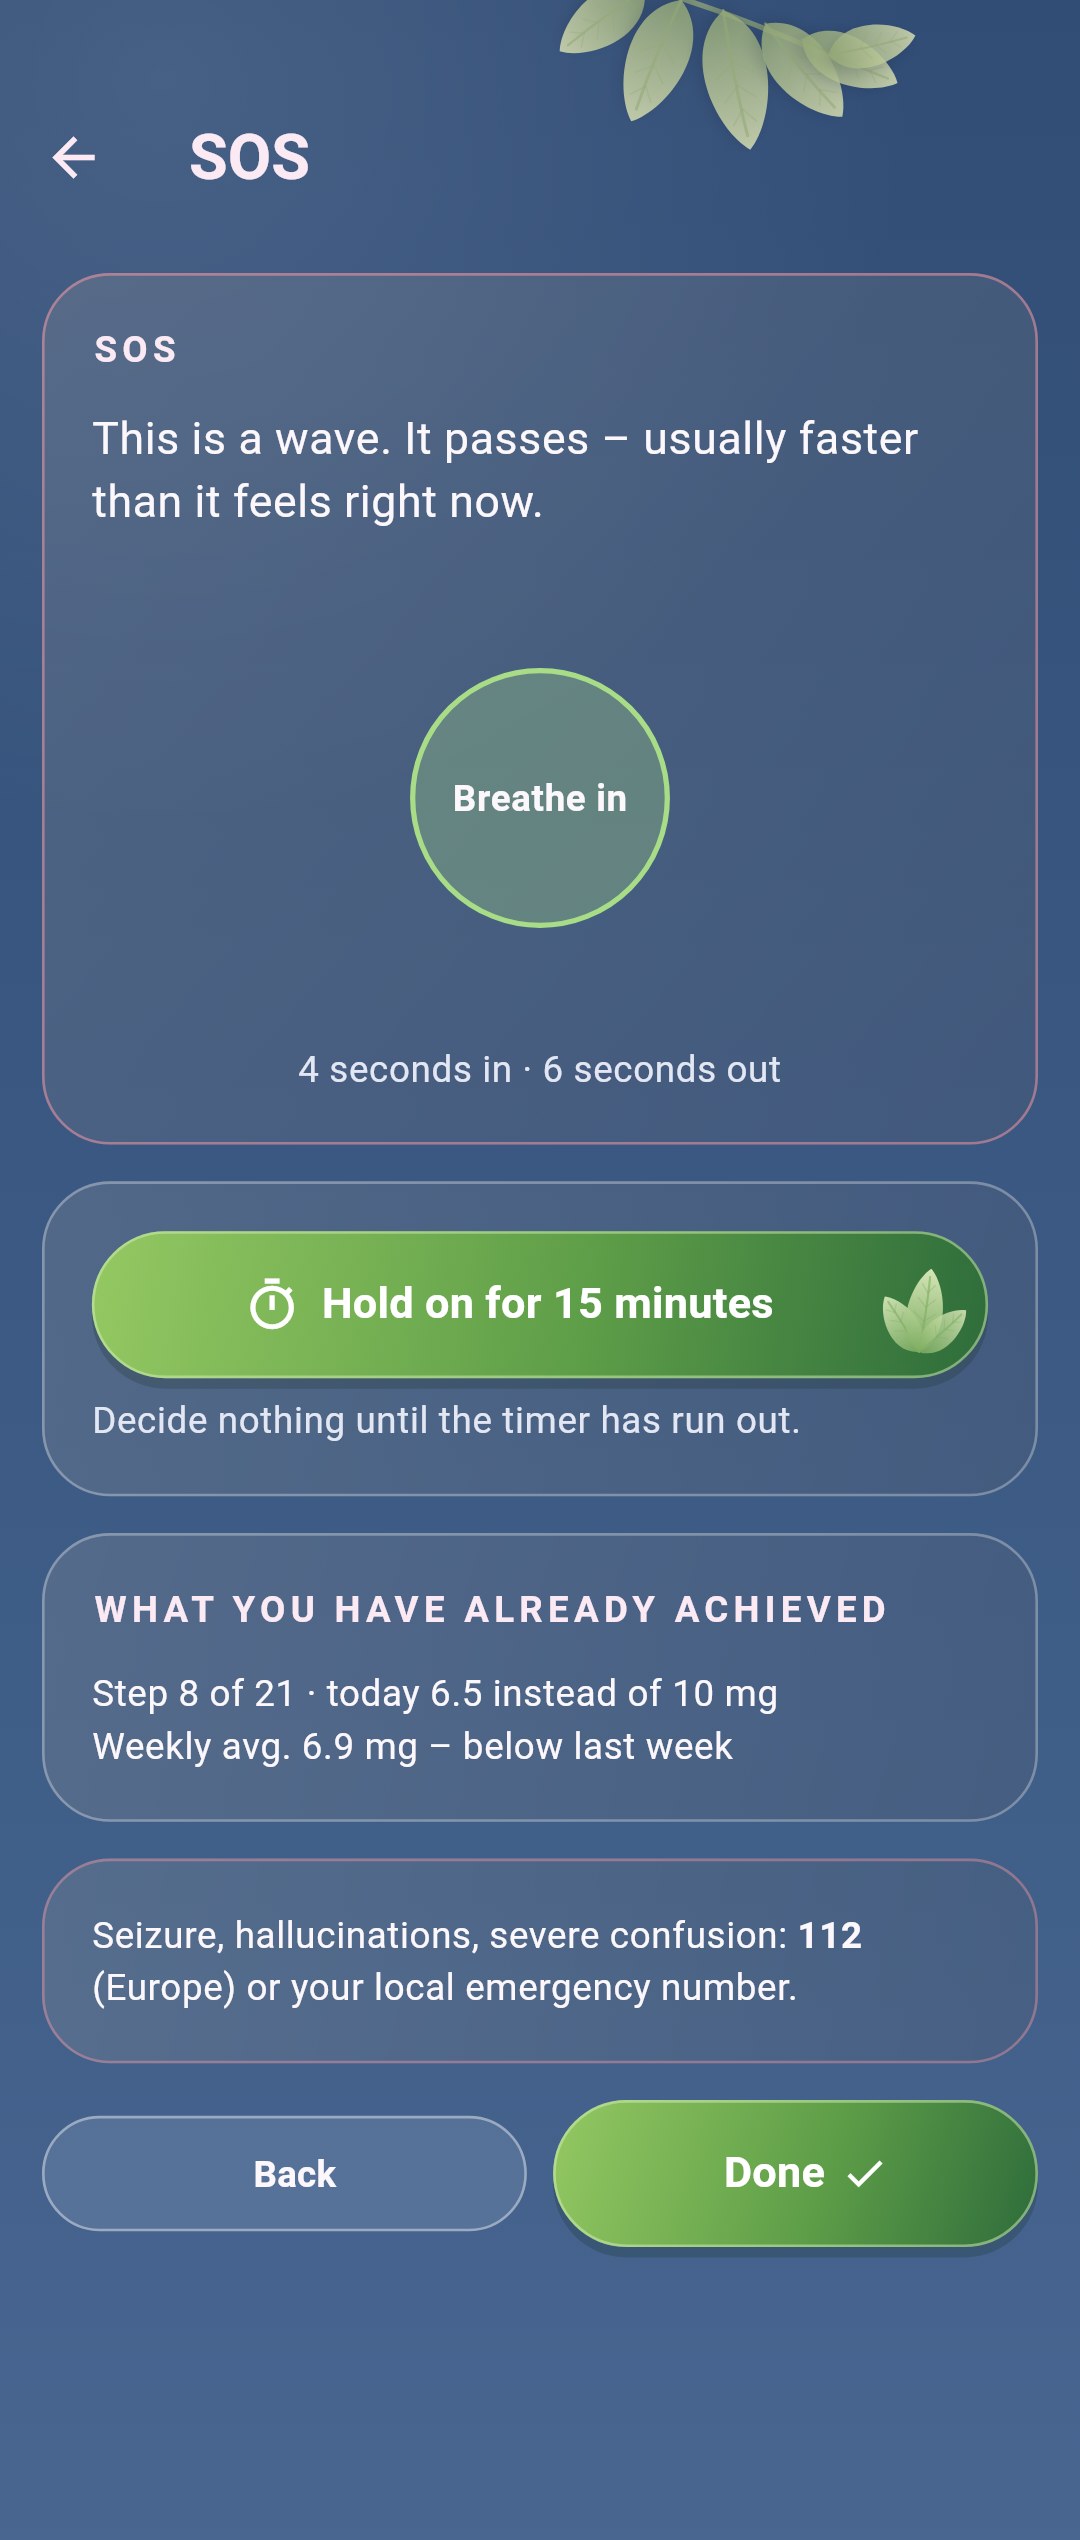 SOS
SOS
This is a wave. It passes – usually faster
than it feels right now.
Breathe in
4 seconds in · 6 seconds out
Hold on for 15 minutes
Decide nothing until the timer has run out.
WHAT YOU HAVE ALREADY ACHIEVED
Step 8 of 21 · today 6.5 instead of 10 mg
Weekly avg. 6.9 mg – below last week
Seizure, hallucinations, severe confusion: 112
(Europe) or your local emergency number.
Back
Done